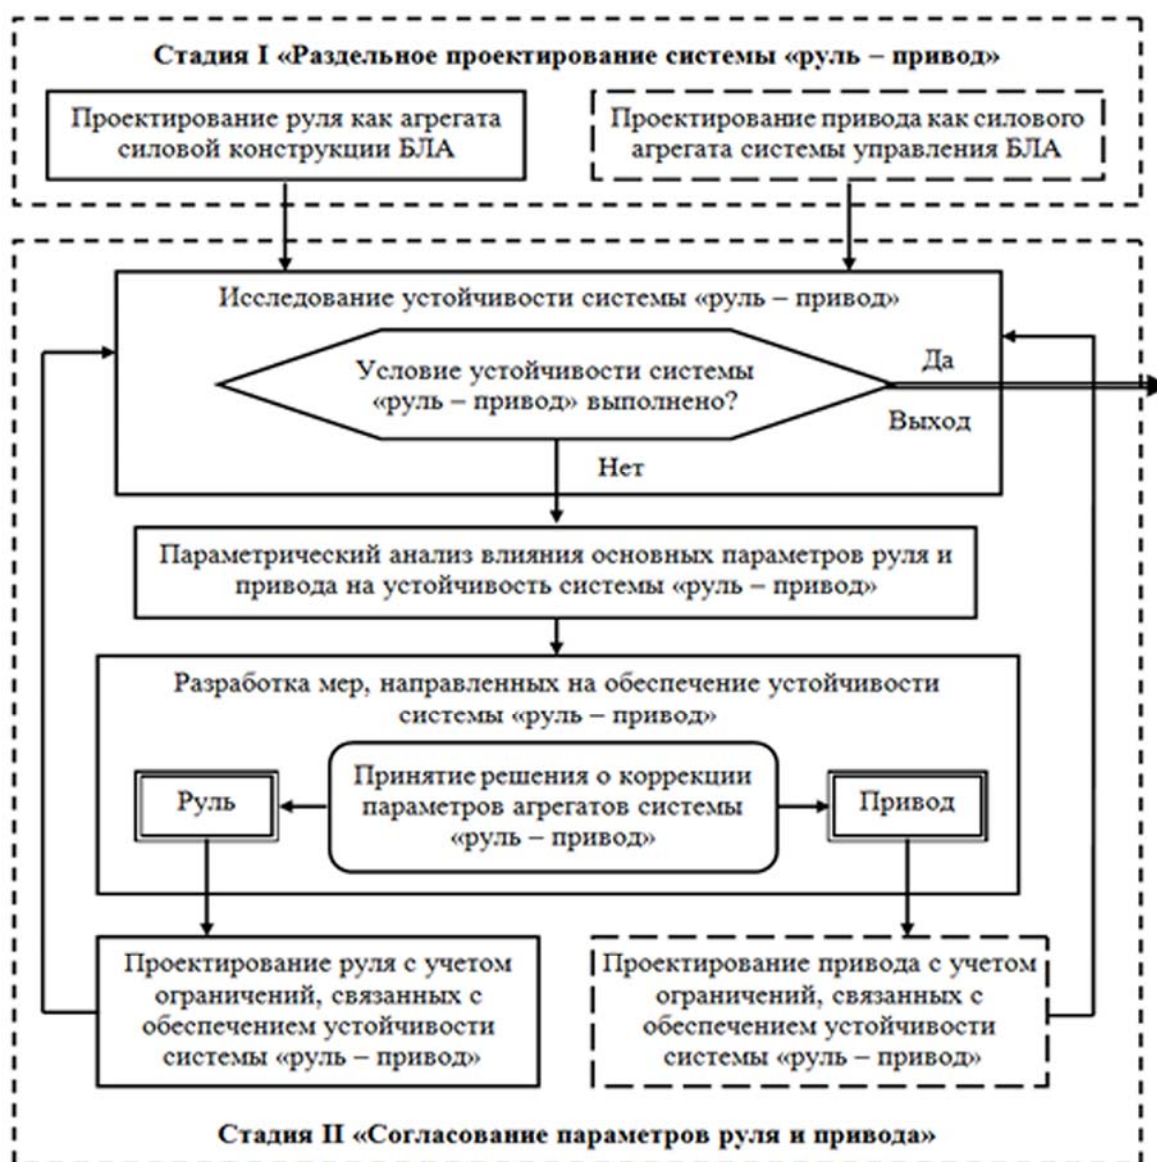 Стадия I «Раздельное проектирование системы «руль – привод»
Проектирование руля как агрегата
силовой конструкции БЛА
Проектирование привода как силового
агрегата системы управления БЛА
Исследование устойчивости системы «руль – привод»
Условие устойчивости системы
«руль – привод» выполнено?
Да
Выход
Нет
Параметрический анализ влияния основных параметров руля и
привода на устойчивость системы «руль – привод»
Разработка мер, направленных на обеспечение устойчивости
системы «руль – привод»
Руль
Принятие решения о коррекции
параметров агрегатов системы
«руль – привод»
Привод
Проектирование руля с учетом
ограничений, связанных с
обеспечением устойчивости
системы «руль – привод»
Проектирование привода с учетом
ограничений, связанных с
обеспечением устойчивости
системы «руль – привод»
Стадия II «Согласование параметров руля и привода»